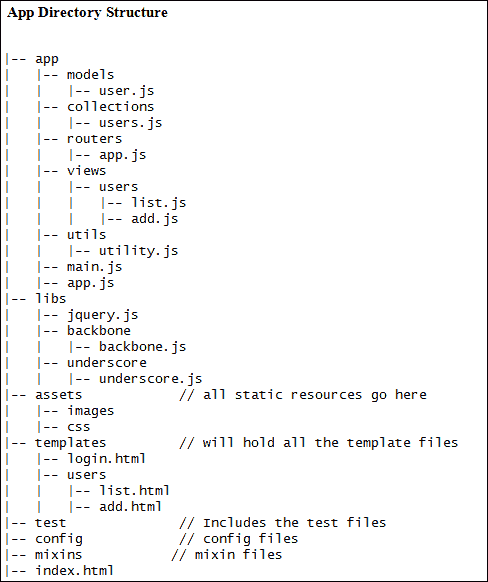 App Directory Structure
|-- app
|   |-- models
|   |   |-- user.js
|   |-- collections
|   |   |-- users.js
|   |-- routers
|   |   |-- app.js
|   |-- views
|   |   |-- users
|   |   |   |-- list.js
|   |   |   |-- add.js
|   |-- utils
|   |   |-- utility.js
|   |-- main.js
|   |-- app.js
|-- libs
|   |-- jquery.js
|   |-- backbone
|   |   |-- backbone.js
|   |-- underscore
|   |   |-- underscore.js
|-- assets            // all static resources go here
|   |-- images
|   |-- css
|-- templates         // will hold all the template files
|   |-- login.html
|   |-- users
|   |   |-- list.html
|   |   |-- add.html
|-- test              // Includes the test files
|-- config            // config files
|-- mixins           // mixin files
|-- index.html